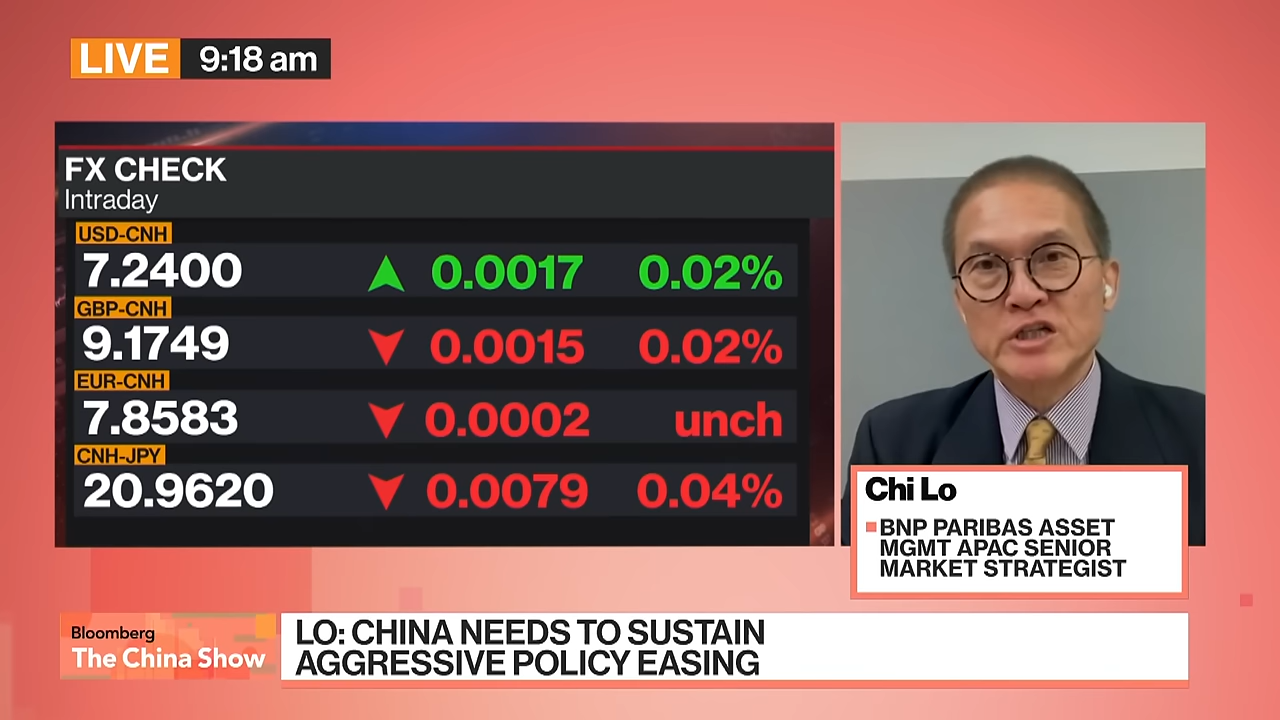 LIVE 9:18 am
FX CHECK
Intraday
USD-CNH
7.2400 0.0017 0.02%
GBP-CNH
9.1749 0.0015 0.02%
EUR-CNH
7.8583 0.0002 unch
CNH-JPY
20.9620 0.0079 0.04%
Chi Lo
BNP PARIBAS ASSET
MGMT APAC SENIOR
MARKET STRATEGIST
Bloomberg
The China Show
LO: CHINA NEEDS TO SUSTAIN
AGGRESSIVE POLICY EASING